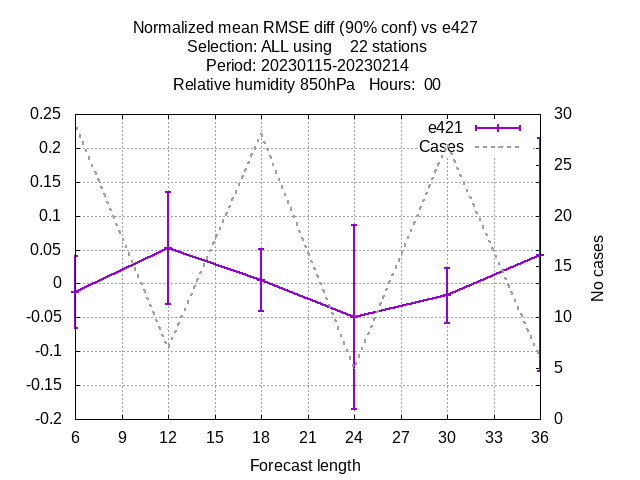 Normalized mean RMSE diff (90% conf) vs e427
Selection: ALL using    22 stations
Period: 20230115-20230214
Relative humidity 850hPa   Hours:  00
0.25
0.2
0.15
0.1
0.05
0
-0.05
-0.1
-0.15
-0.2
e421
Cases
30
25
20
15
10
5
0
No cases
6 9 12 15 18 21 24 27 30 33 36
Forecast length